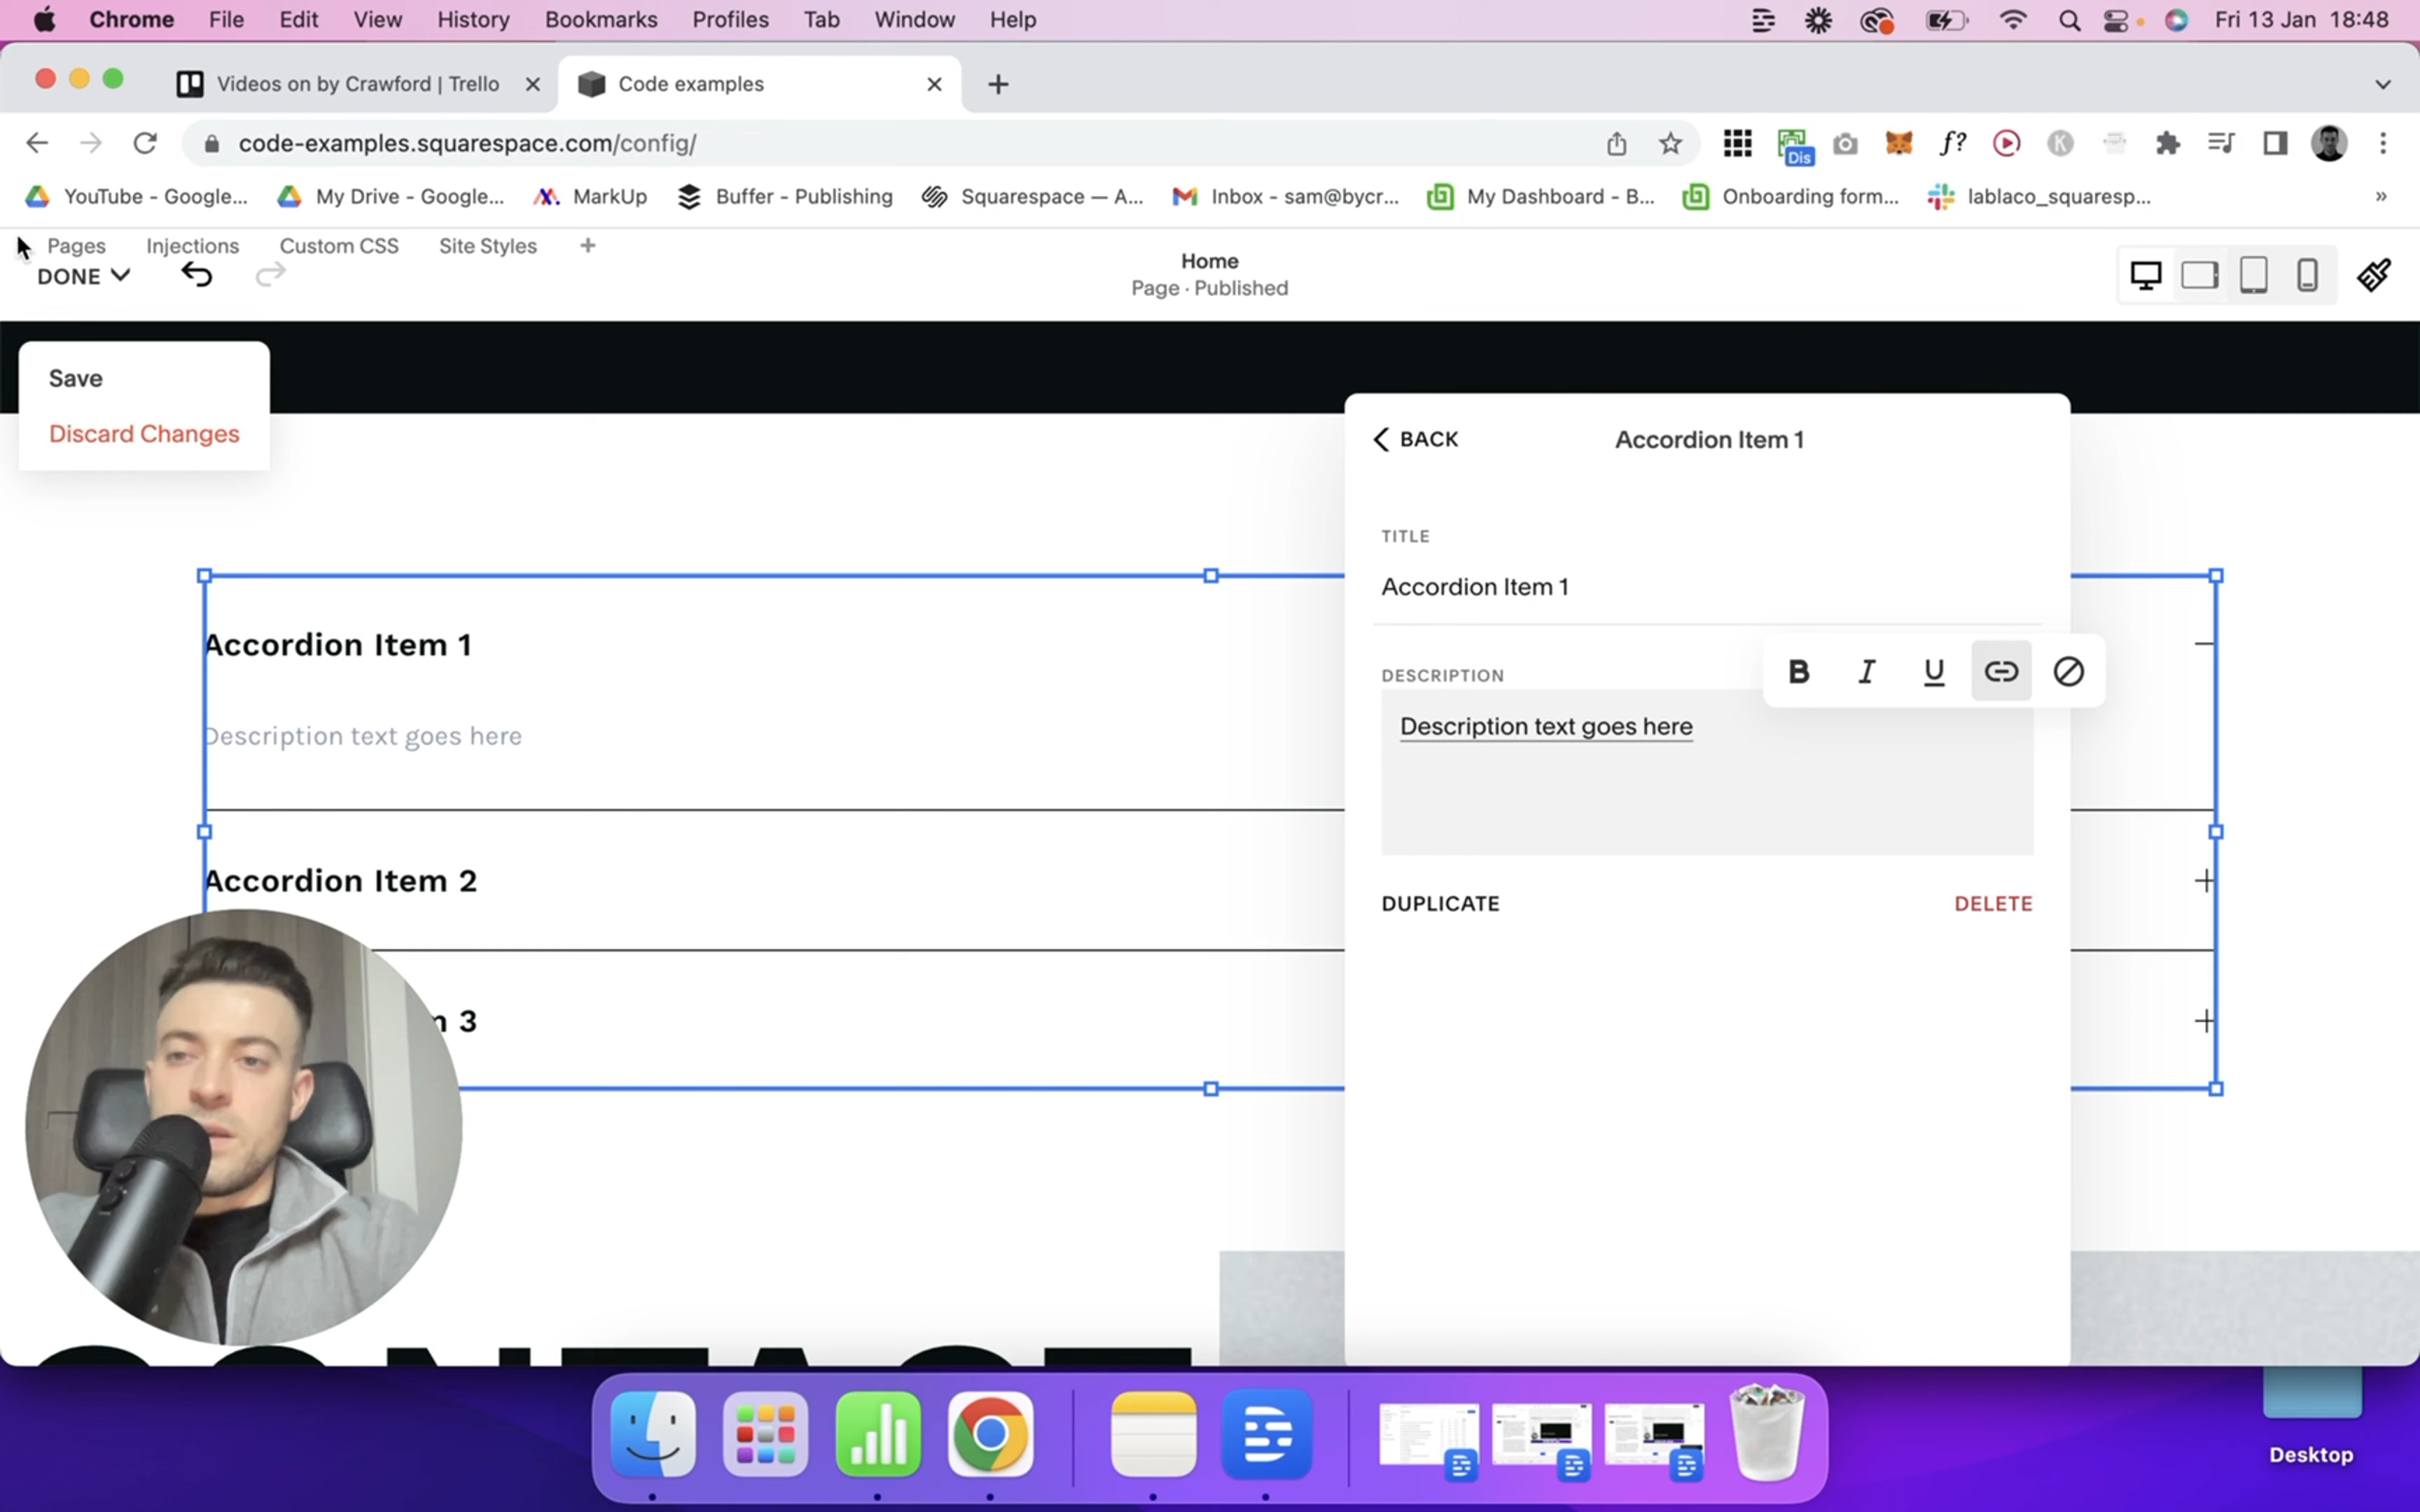 Chrome File Edit View History Bookmarks Profiles Tab Window Help Fri 13 Jan 18:48
Videos on by Crawford | Trello Code examples
code-examples.squarespace.com/config/ Dis f? K
YouTube - Google... My Drive - Google... MarkUp Buffer - Publishing Squarespace — A... Inbox - sam@bycr... My Dashboard - B... Onboarding form... lablaco_squaresp... »
Pages Injections Custom CSS Site Styles +
DONE
Home
Page · Published
Save
Discard Changes
BACK Accordion Item 1
TITLE
Accordion Item 1
DESCRIPTION
B I U
Description text goes here
DUPLICATE DELETE
Accordion Item 1
Description text goes here
Accordion Item 2
m 3
CONTACT
Desktop